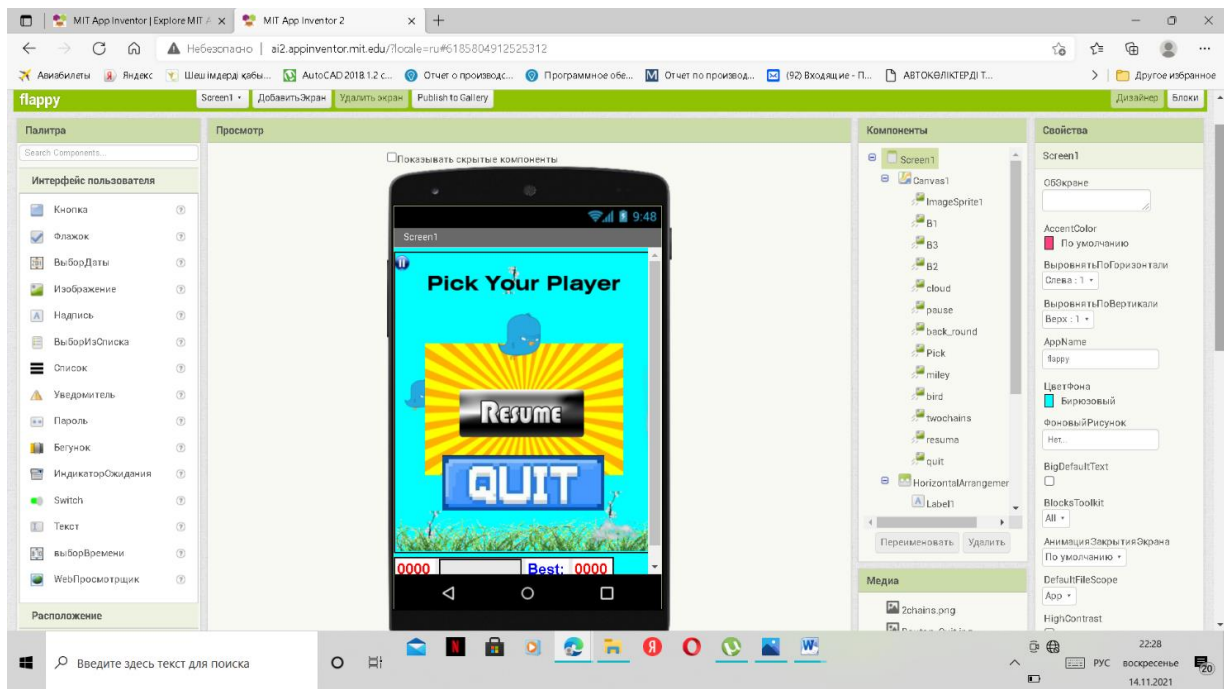 MIT App Inventor | Explore MIT A
MIT App Inventor 2
Небезопасно | ai2.appinventor.mit.edu/?locale=ru#6185804912525312
Авиабилеты
Яндекс
Шешімдерді қабы...
AutoCAD 2018.1.2 с...
Отчет о производс...
Программное обе...
Отчет по производ...
(92) Входящие - П...
АВТОКӨЛІКТЕРДІ Т...
Другое избранное
flappy
Screen1
ДобавитьЭкран
Удалить экран
Publish to Gallery
Дизайнер
Блоки
Палитра
Search Components...
Интерфейс пользователя
Кнопка
Флажок
ВыборДаты
Изображение
Надпись
ВыборИзСписка
Список
Уведомитель
Пароль
Бегунок
ИндикаторОжидания
Switch
Текст
выборВремени
WebПросмотрщик
Расположение
Просмотр
Показывать скрытые компоненты
9:48
Screen1
Pick Your Player
RESUME
QUIT
0000
Best: 0000
Компоненты
Screen1
Canvas1
ImageSprite1
B1
B3
B2
cloud
pause
back_round
Pick
miley
bird
twochains
resume
quit
HorizontalArrangemer
Label1
Переименовать
Удалить
Медиа
2chains.png
Свойства
Screen1
ОбЭкране
AccentColor
По умолчанию
ВыровнятьПоГоризонтали
Слева : 1
ВыровнятьПоВертикали
Верх : 1
AppName
flappy
ЦветФона
Бирюзовый
ФоновыйРисунок
Нет...
BigDefaultText
BlocksToolkit
All
АнимацияЗакрытияЭкрана
По умолчанию
DefaultFileScope
App
HighContrast
Введите здесь текст для поиска
РУС
22:28
воскресенье
14.11.2021
20